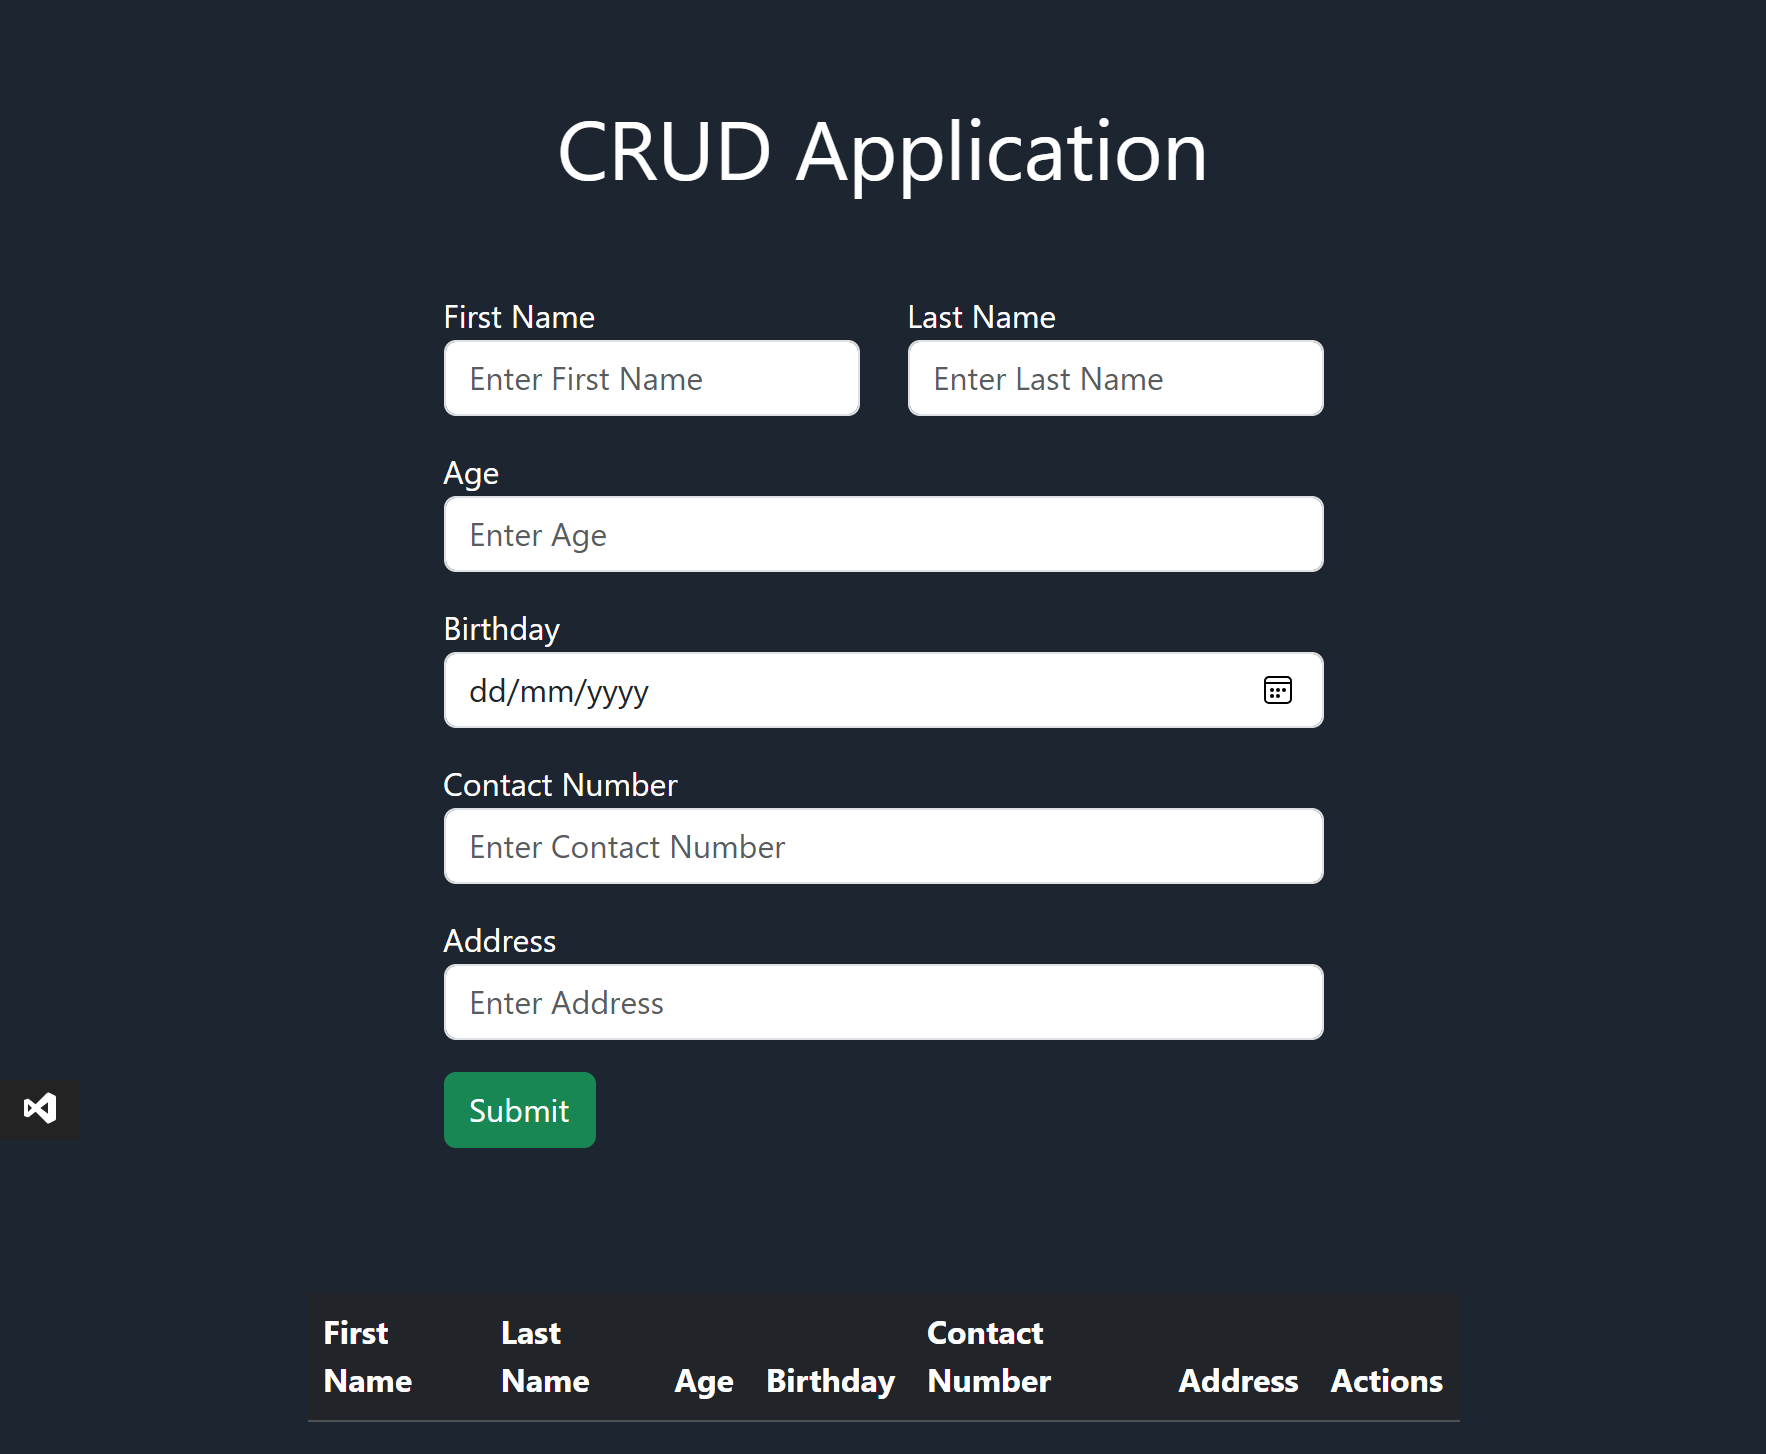 CRUD Application
First Name
Last Name
Enter First Name
Enter Last Name
Age
Enter Age
Birthday
dd/mm/yyyy
Contact Number
Enter Contact Number
Address
Enter Address
Submit
First Name
Last Name
Age
Birthday
Contact Number
Address
Actions